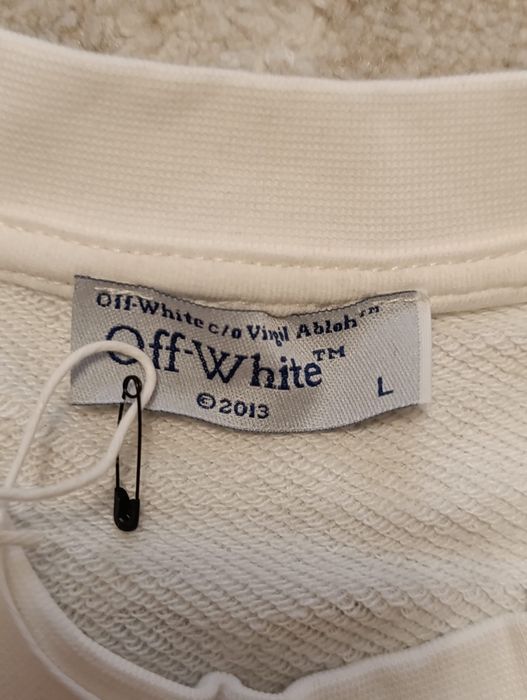 Off-White c/o Virgil Abloh™
Off-White™
©2013
L